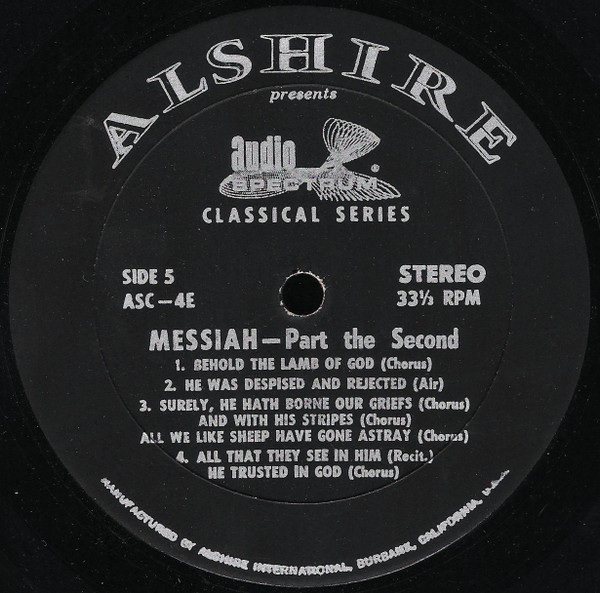 ALSHIRE
presents
audio
SPECTRUM ®
CLASSICAL SERIES
SIDE 5
ASC-4E
STEREO
33⅓ RPM
MESSIAH—Part the Second
1. BEHOLD THE LAMB OF GOD (Chorus)
2. HE WAS DESPISED AND REJECTED (Air)
3. SURELY, HE HATH BORNE OUR GRIEFS (Chorus)
AND WITH HIS STRIPES (Chorus)
ALL WE LIKE SHEEP HAVE GONE ASTRAY (Chorus)
4. ALL THAT THEY SEE IN HIM (Recit.)
HE TRUSTED IN GOD (Chorus)
MANUFACTURED BY ALSHIRE INTERNATIONAL, BURBANK, CALIFORNIA, U.S.A.